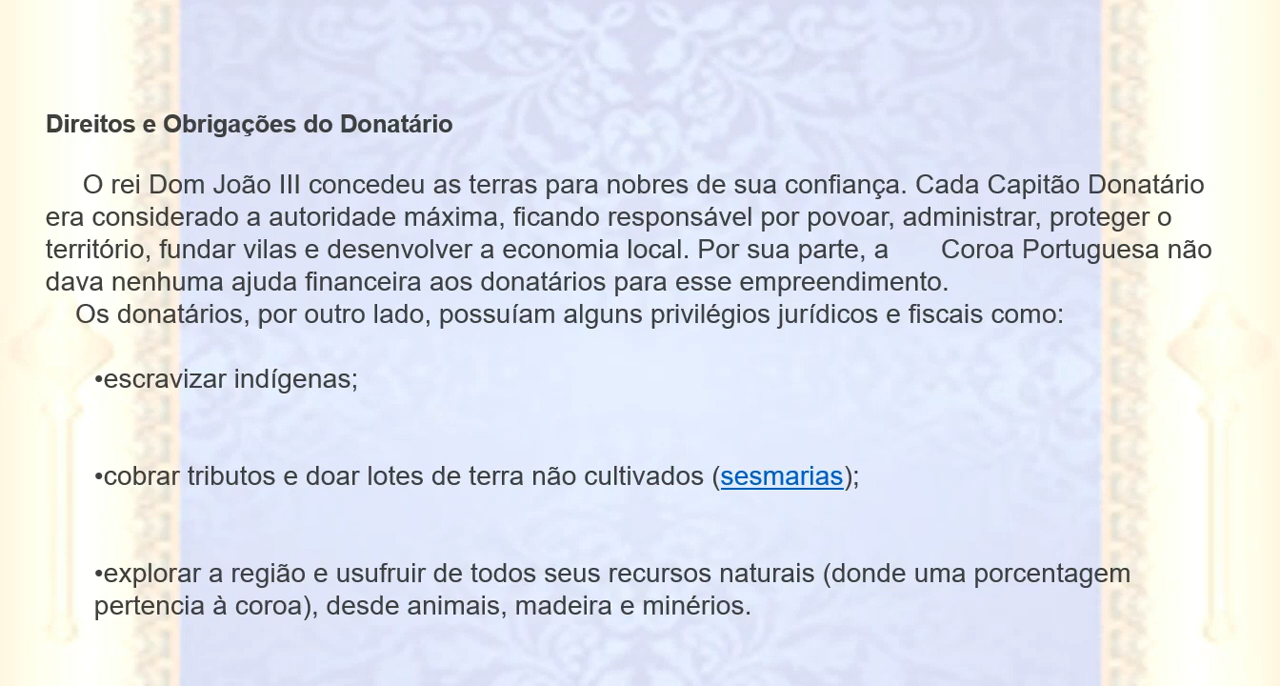 Direitos e Obrigações do Donatário
O rei Dom João III concedeu as terras para nobres de sua confiança. Cada Capitão Donatário
era considerado a autoridade máxima, ficando responsável por povoar, administrar, proteger o
território, fundar vilas e desenvolver a economia local. Por sua parte, a Coroa Portuguesa não
dava nenhuma ajuda financeira aos donatários para esse empreendimento.
Os donatários, por outro lado, possuíam alguns privilégios jurídicos e fiscais como:
•escravizar indígenas;
•cobrar tributos e doar lotes de terra não cultivados (sesmarias);
•explorar a região e usufruir de todos seus recursos naturais (donde uma porcentagem
pertencia à coroa), desde animais, madeira e minérios.